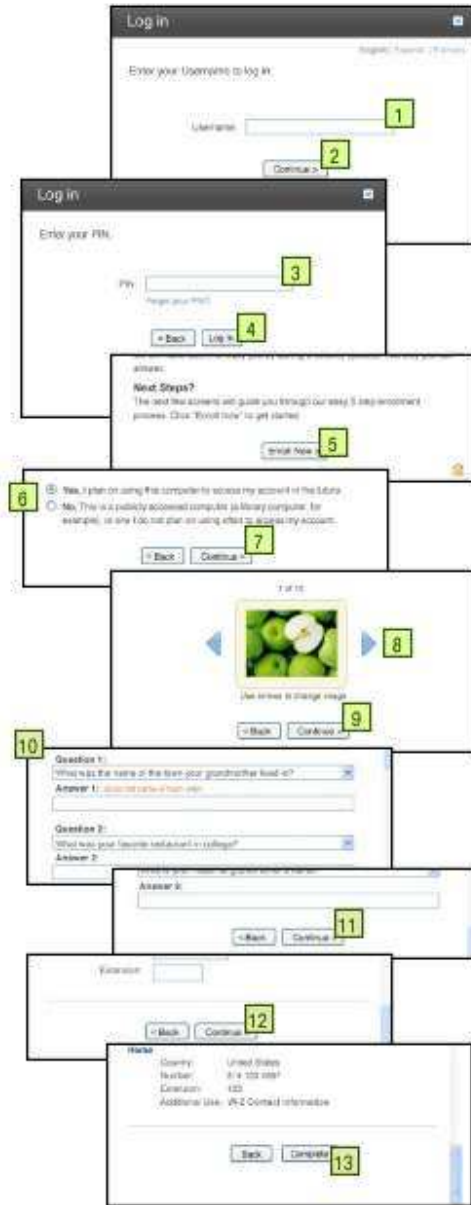 Log in
English
Enter your Username to log in:
Username
1
2
Continue >
Log in
Enter your PIN.
PIN
3
Forgot your PIN?
4
< Back
Log In
answer.
Next Steps?
The next few screens will guide you through our easy 5 step enrollment
process. Click "Enroll Now" to get started
5
Enroll Now
6
Yes, I plan on using this computer to access my account in the future
No, This is a publicly accessed computer (a library computer, for
example), or one I do not plan on using often to access my account.
7
< Back
Continue >
1 of 10
8
Use arrows to change image
9
< Back
Continue >
10
Question 1:
What was the name of the town your grandmother lived in?
Answer 1:
Question 2:
What was your favorite restaurant in college?
Answer 2
Answer 3:
11
< Back
Continue >
Extension:
12
< Back
Continue
Home
Country: United States
Number:
Extension: 123
Additional Use: W-2 Contact Information
Back
Complete
13